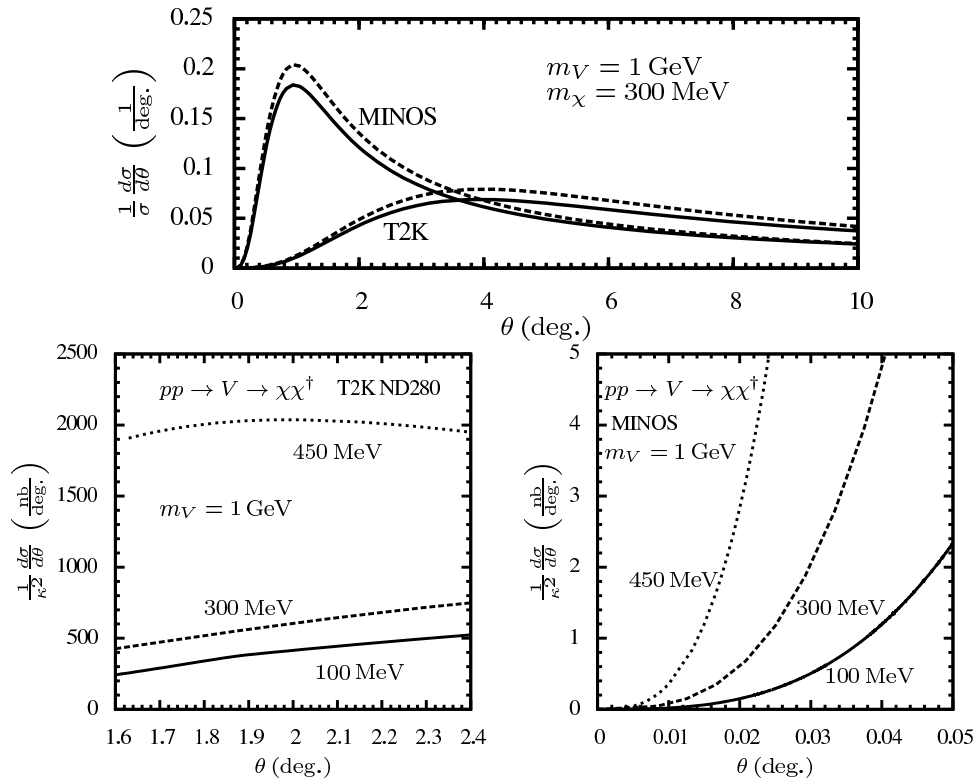 0.25
0.2
0.15
0.1
0.05
0
1/σ dσ/dθ (1/deg.)
m_V = 1 GeV
m_χ = 300 MeV
MINOS
T2K
0 2 4 6 8 10
θ (deg.)
2500
2000
1500
1000
500
0
1/κ² dσ/dθ (nb/deg.)
pp → V → χχ† T2K ND280
450 MeV
m_V = 1 GeV
300 MeV
100 MeV
1.6 1.7 1.8 1.9 2 2.1 2.2 2.3 2.4
θ (deg.)
5
4
3
2
1
0
1/κ² dσ/dθ (nb/deg.)
pp → V → χχ†
MINOS
m_V = 1 GeV
450 MeV
300 MeV
100 MeV
0 0.01 0.02 0.03 0.04 0.05
θ (deg.)